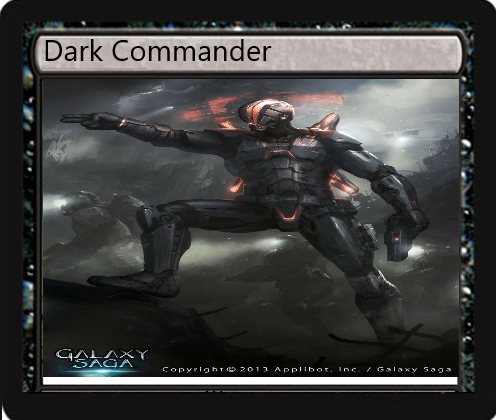 Dark Commander
GALAXY
SAGA
Copyright © 2013 Applibot, Inc. / Galaxy Saga